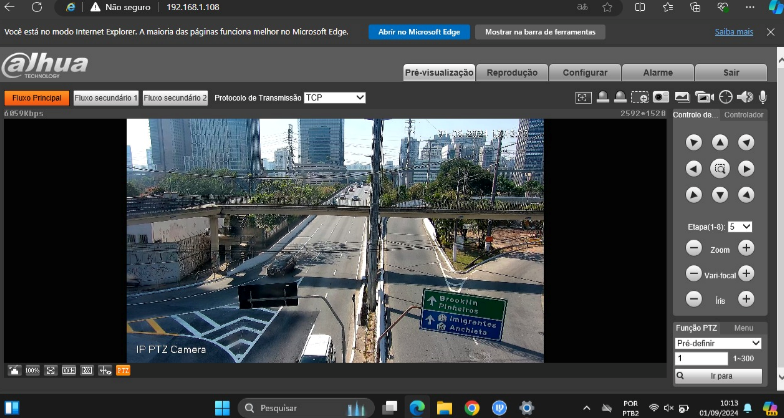 Não seguro
192.168.1.108
Você está no modo Internet Explorer. A maioria das páginas funciona melhor no Microsoft Edge.
Abrir no Microsoft Edge
Mostrar na barra de ferramentas
Saiba mais
alhua
TECHNOLOGY
Pré-visualização
Reprodução
Configurar
Alarme
Sair
Fluxo Principal
Fluxo secundário 1
Fluxo secundário 2
Protocolo de Transmissão
TCP
6059Kbps
2592*1520
Controlo de...
Controlador
Etapa(1-8):
5
Zoom
Vari-focal
Íris
Brooklin
Pinheiros
Imigrantes
Anchieta
IP PTZ Camera
Função PTZ
Menu
Pré-definir
1
1~300
Ir para
100%
PTZ
Pesquisar
POR
PTB2
10:13
01/09/2024